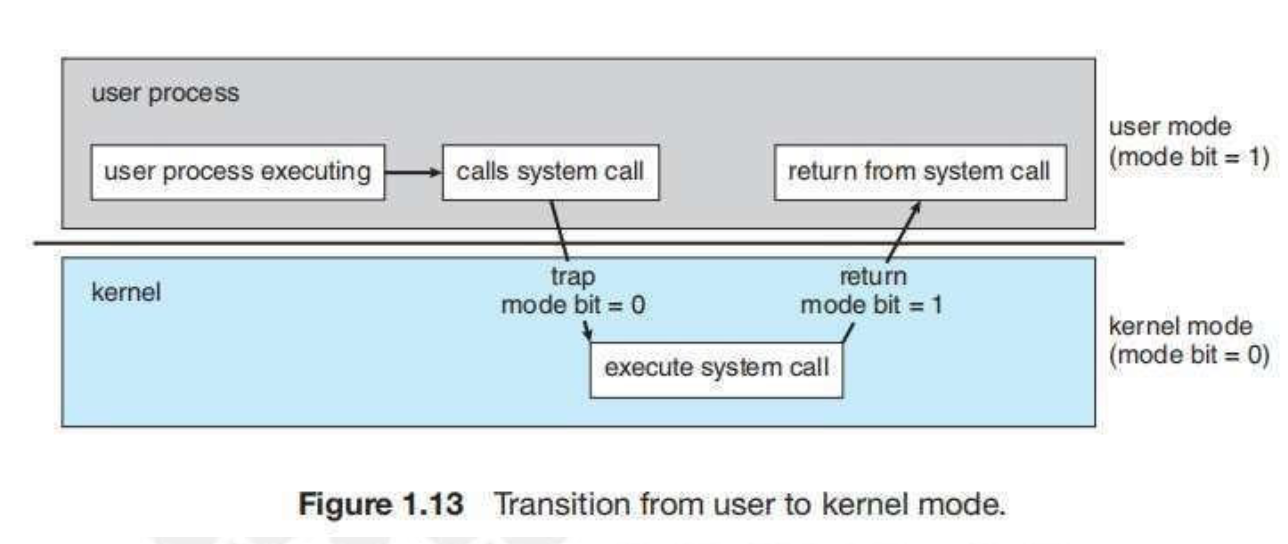 user process
user process executing
calls system call
return from system call
user mode
(mode bit = 1)
kernel
trap
mode bit = 0
return
mode bit = 1
execute system call
kernel mode
(mode bit = 0)
Figure 1.13 Transition from user to kernel mode.